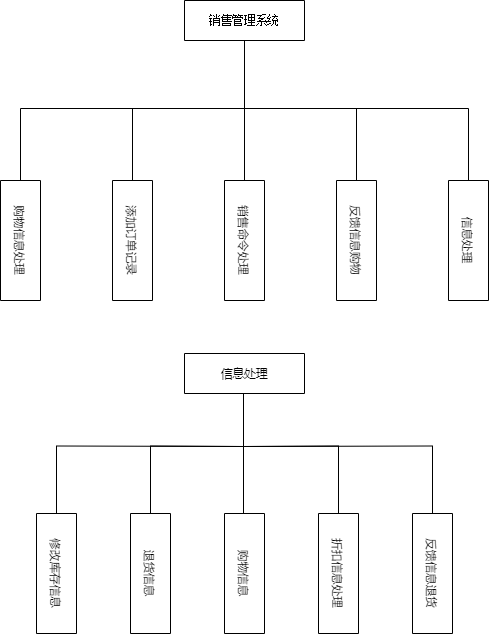 销售管理系统
购物信息处理
添加订单记录
销售命令处理
反馈信息购物
信息处理
信息处理
修改库存信息
退货信息
购物信息
折扣信息处理
反馈信息退货